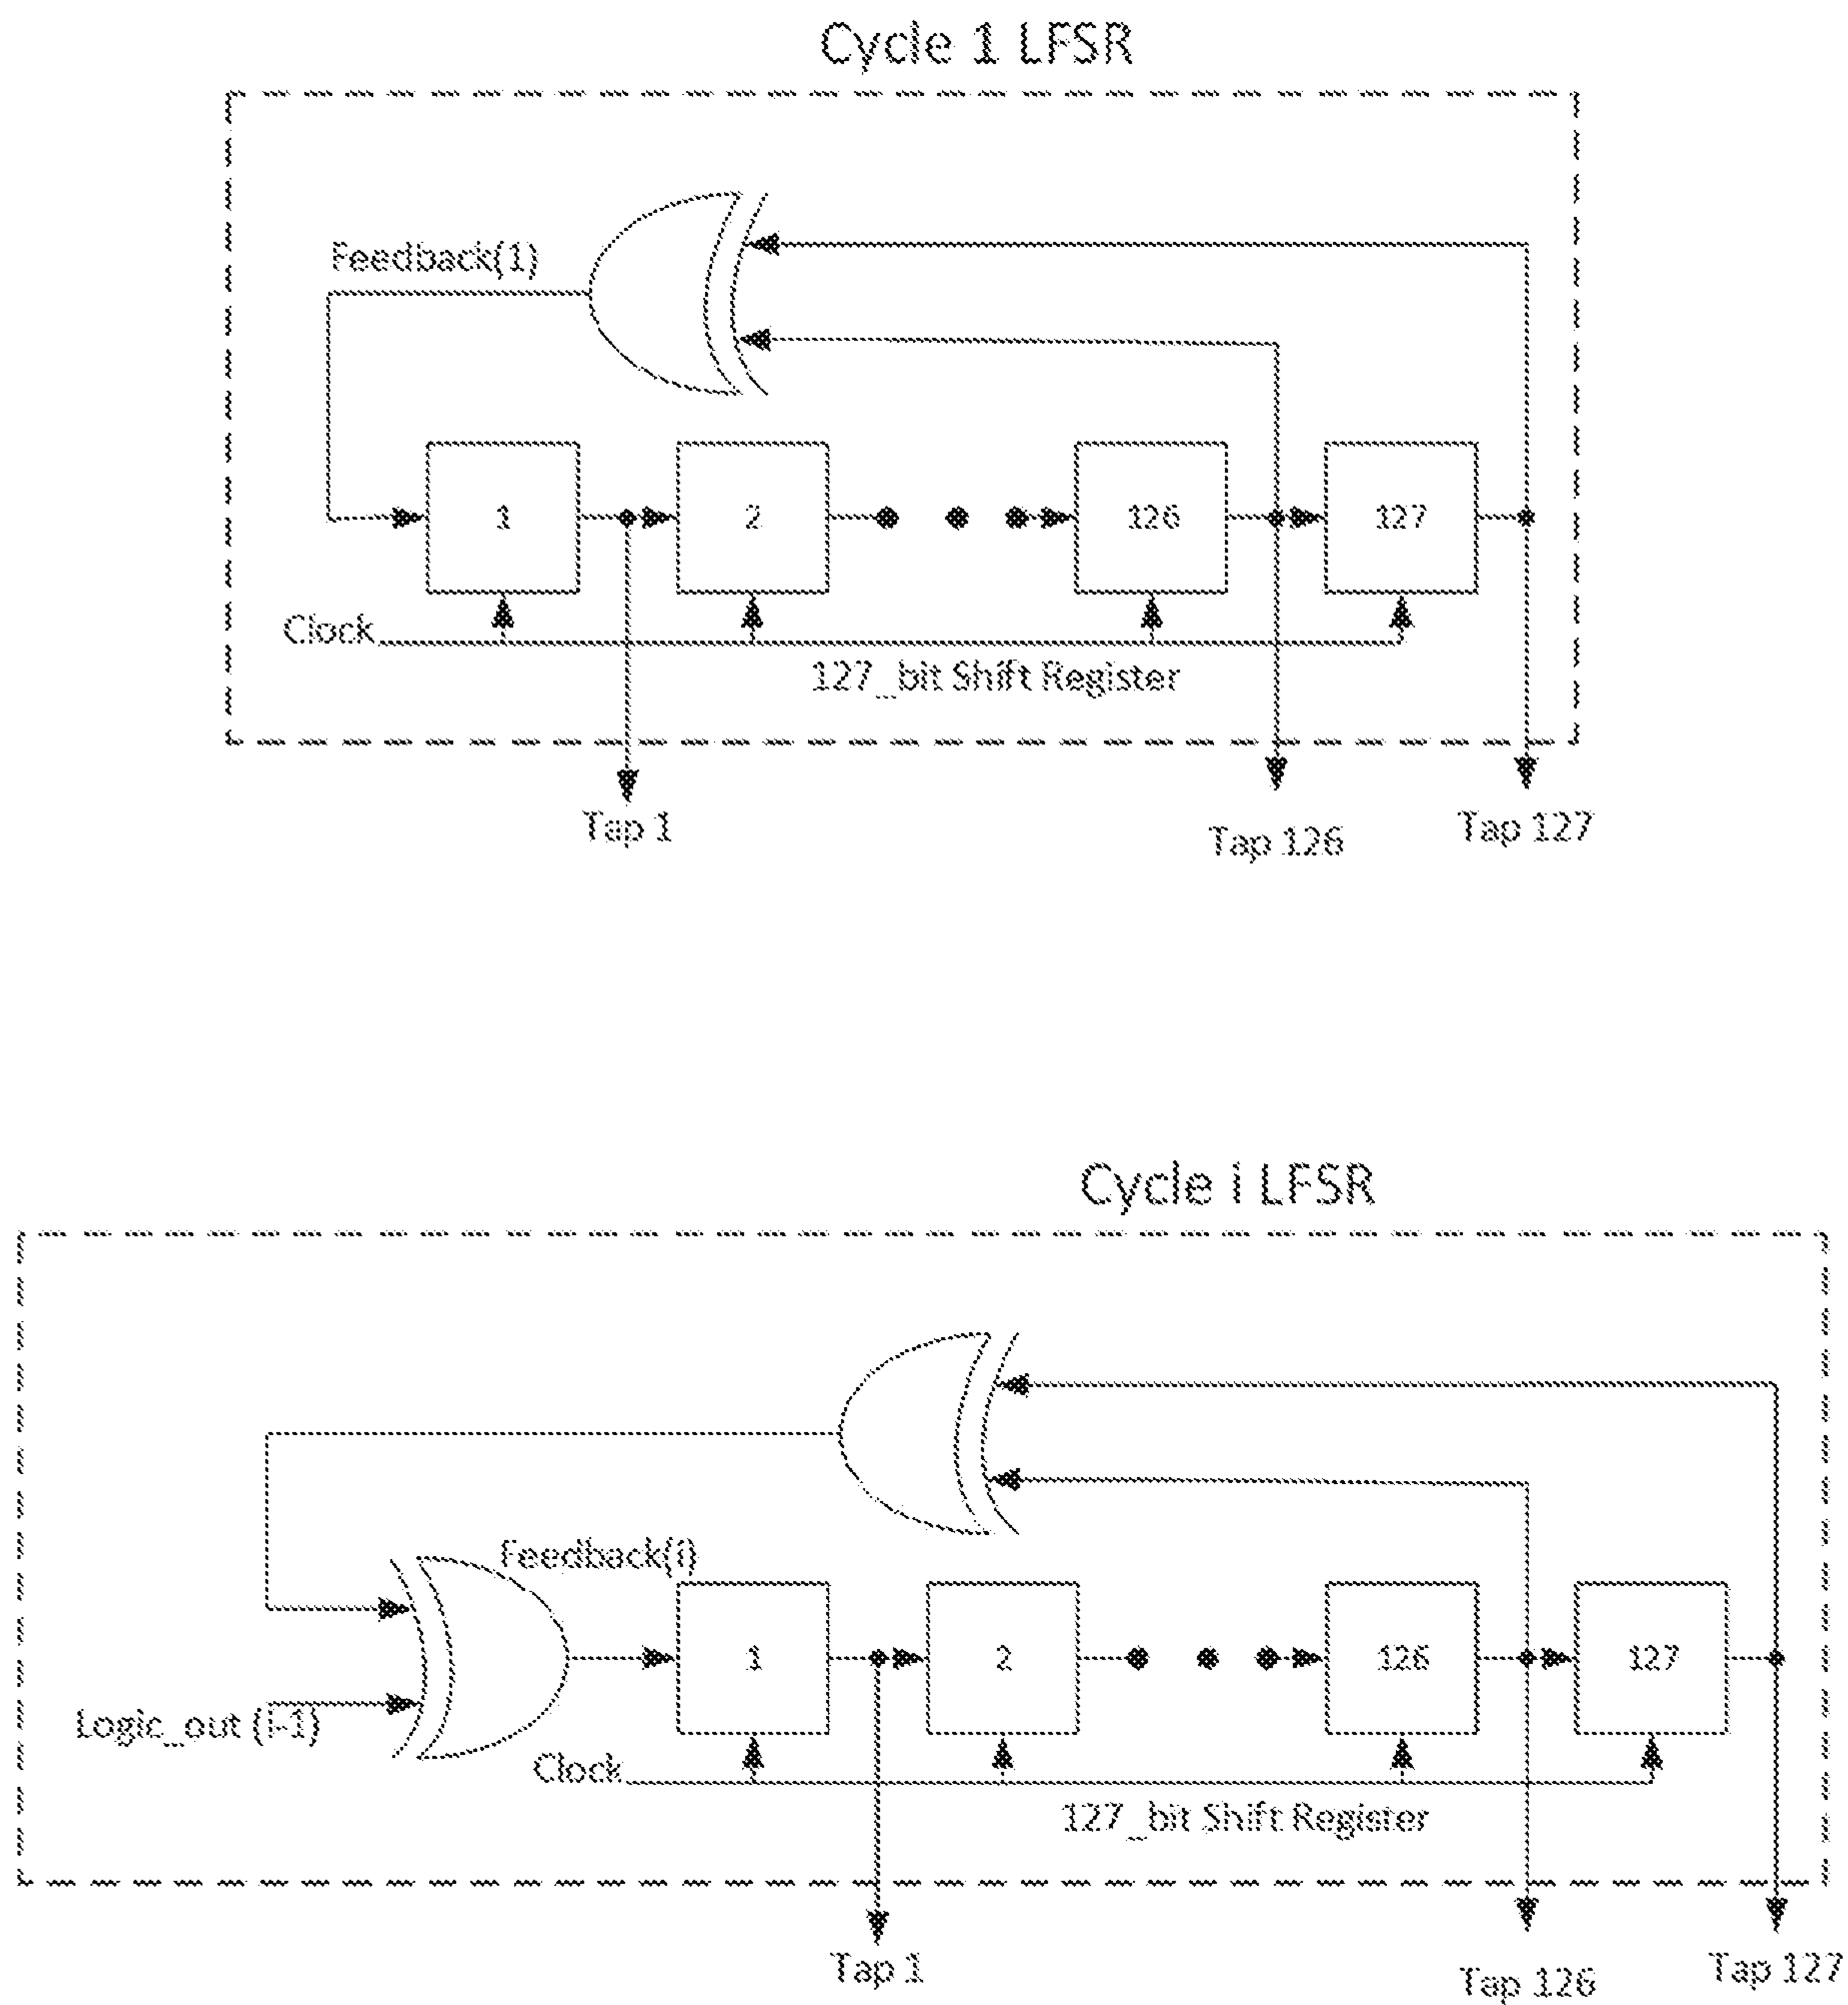 Cycle 1 LFSR
Feedback(1)
1
2
126
127
Clock
127_bit Shift Register
Tap 1
Tap 126
Tap 127
Cycle i LFSR
Feedback(i)
1
2
126
127
Logic_out (i-1)
Clock
127_bit Shift Register
Tap 1
Tap 126
Tap 127